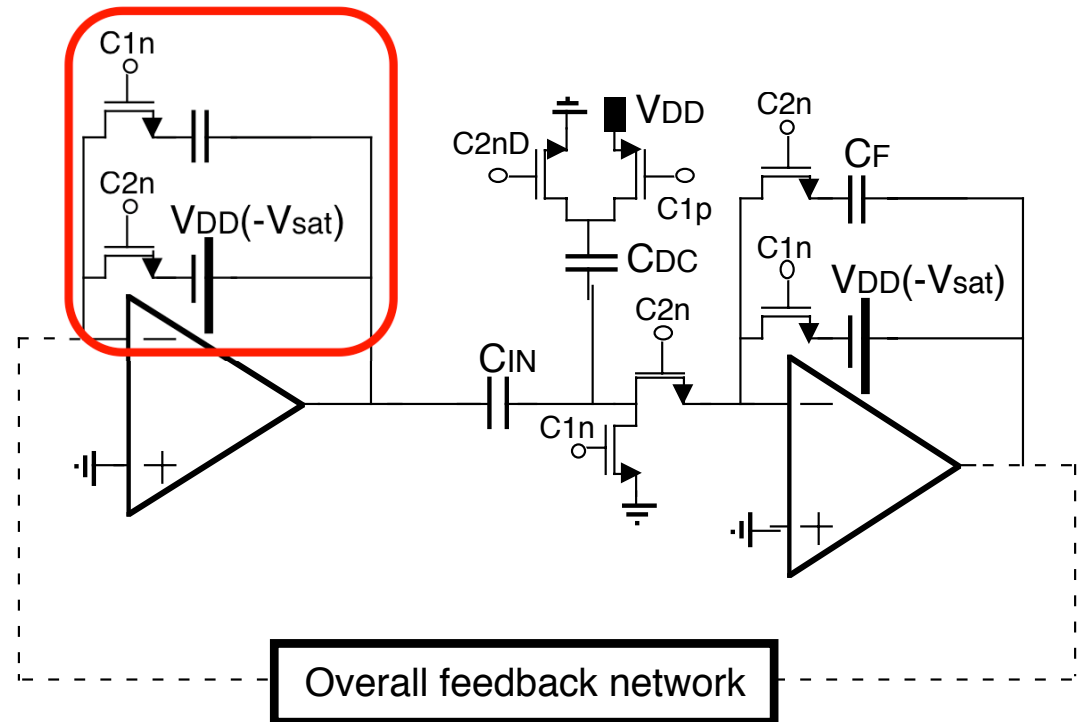 C1n
C2n
VDD(-Vsat)
CIN
C2nD
VDD
C1p
CDC
C2n
C1n
C2n
CF
C1n
VDD(-Vsat)
Overall feedback network